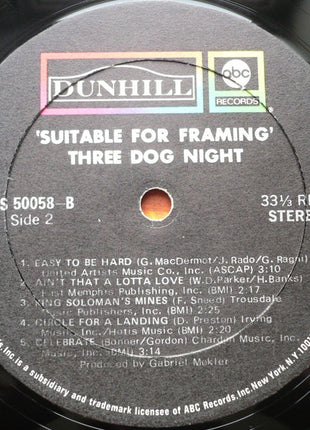 DUNHILL
abc
RECORDS
'SUITABLE FOR FRAMING'
THREE DOG NIGHT
S 50058-B
Side 2
33⅓ R
STERE
1. EASY TO BE HARD (G. MacDermot/J. Rado/G. Ragni)
United Artists Music Co., Inc. (ASCAP) 3:10
2. AIN'T THAT A LOTTA LOVE (W.D.Parker/H.Banks)
East Memphis Publishing, Inc. (BMI) 2:17
3. KING SOLOMAN'S MINES (F. Sneed) Trousdale
Music Publishers, Inc. (BMI) 2:20
4. CIRCLE FOR A LANDING (D. Preston) Irving
Music, Inc./Hotis Music (BMI) 2:20
5. CELEBRATE (Bonner/Gordon) Chardon Music, Inc.
(BMI) 3:14
Produced by Gabriel Mekler
s, Inc. is a subsidiary and trademark licensee of ABC Records, Inc. New York, N.Y. 1001